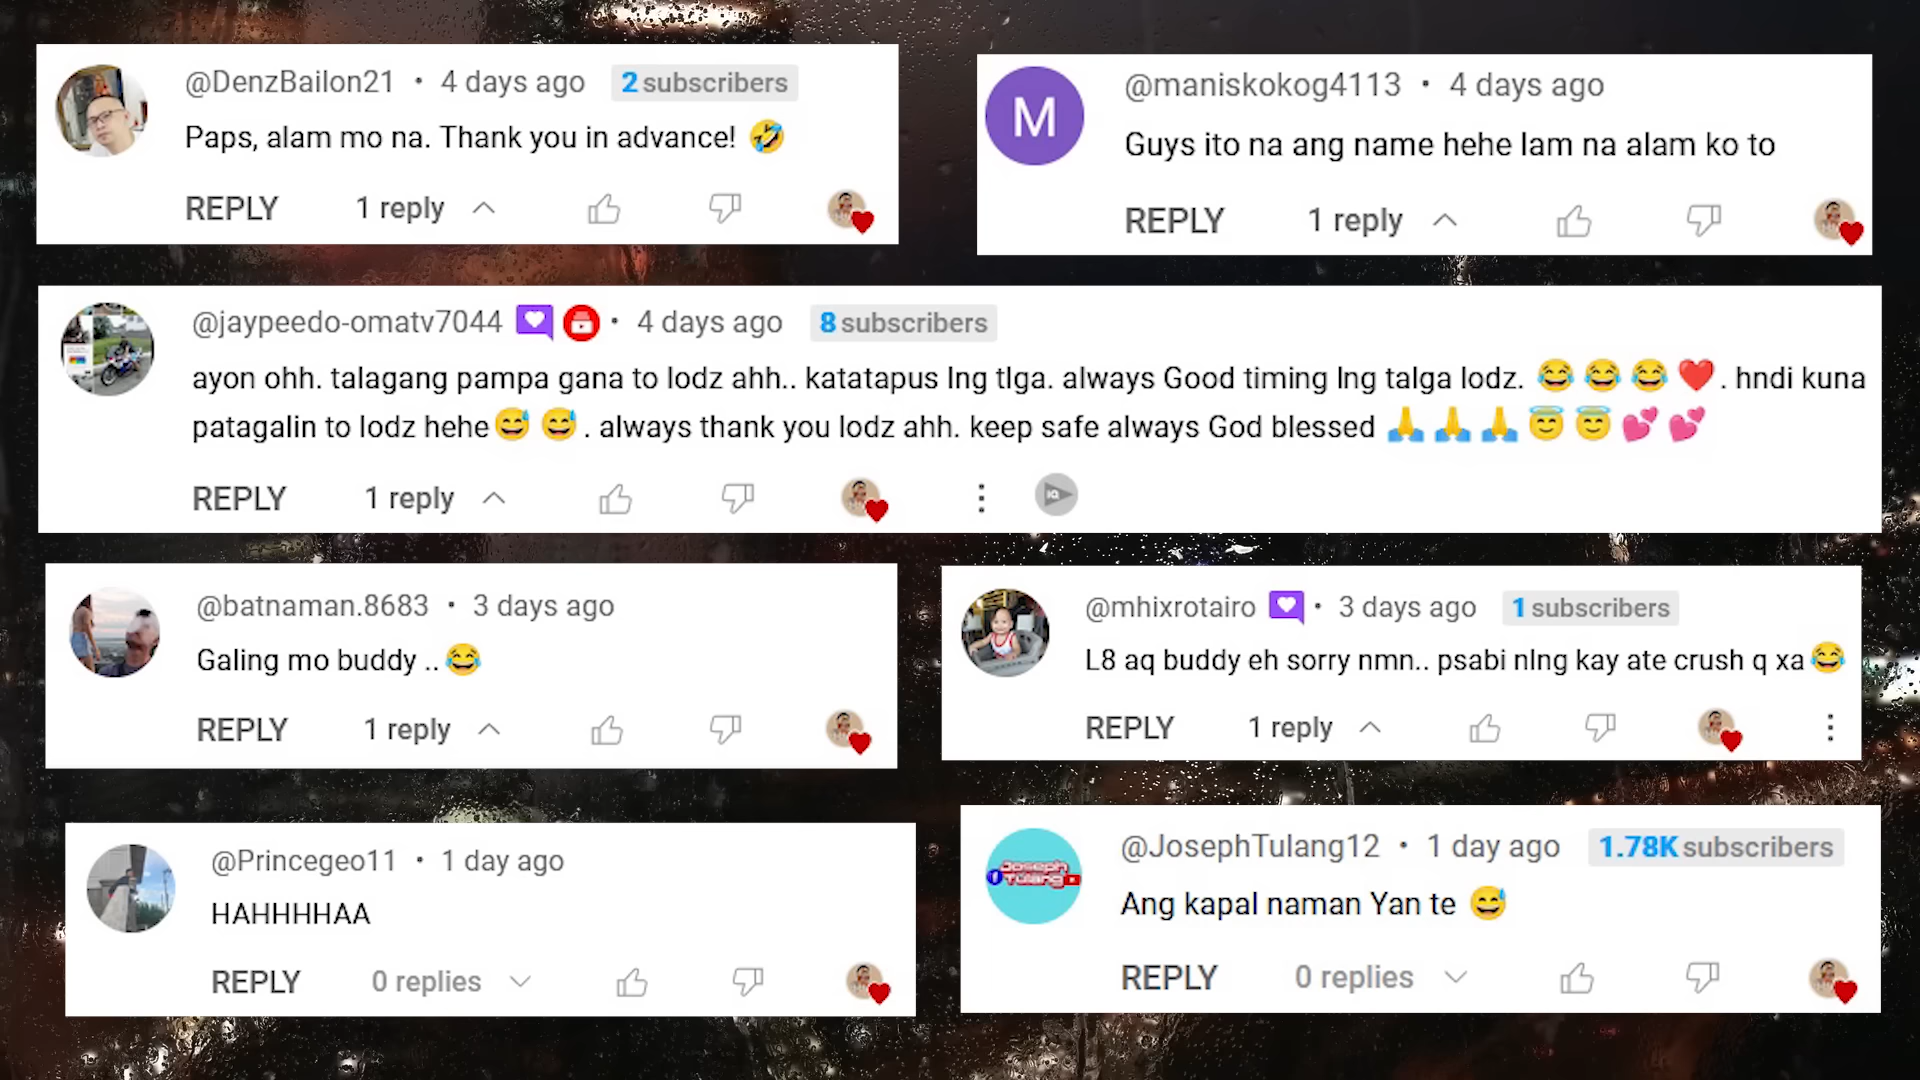 @DenzBailon21 • 4 days ago 2 subscribers
Paps, alam mo na. Thank you in advance! 🤣
REPLY 1 reply
M
@maniskokog4113 • 4 days ago
Guys ito na ang name hehe lam na alam ko to
REPLY 1 reply
@jaypeedo-omatv7044 • 4 days ago 8 subscribers
ayon ohh. talagang pampa gana to lodz ahh.. katatapus lng tlga. always Good timing lng talga lodz. 😂😂😂❤️. hndi kuna
patagalin to lodz hehe😅😅. always thank you lodz ahh. keep safe always God blessed 🙏🙏🙏😇😇💕💕
REPLY 1 reply
IQ
@batnaman.8683 • 3 days ago
Galing mo buddy ..😂
REPLY 1 reply
@mhixrotairo • 3 days ago 1 subscribers
L8 aq buddy eh sorry nmn.. psabi nlng kay ate crush q xa😂
REPLY 1 reply
@Princegeo11 • 1 day ago
HAHHHHAA
REPLY 0 replies
Joseph
Tulang
@JosephTulang12 • 1 day ago 1.78K subscribers
Ang kapal naman Yan te 😅
REPLY 0 replies